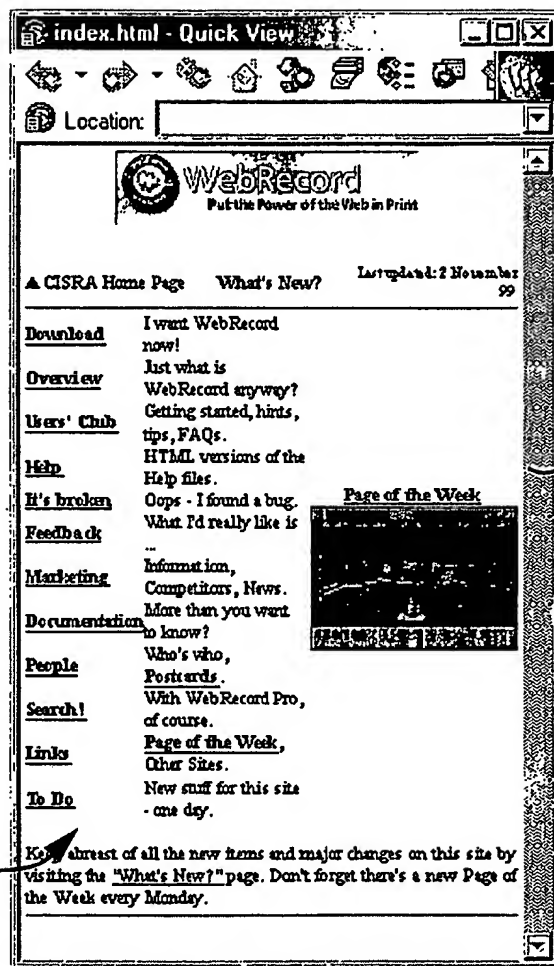 index.html - Quick View
Location:
WebRecord
Put the Power of the Web in Print
▲ CISRA Home Page What's New? Last updated: 2 November
99
Download I want WebRecord
now!
Overview Just what is
WebRecord anyway?
Users' Club Getting started, hints,
tips, FAQs.
Help HTML versions of the
Help files.
It's broken Oops - I found a bug.
Feedback What I'd really like is
...
Marketing Information,
Competitors, News.
Documentation More than you want
to know?
People Who's who,
Postcards.
Search! With WebRecord Pro,
of course.
Links Page of the Week,
Other Sites.
To Do New stuff for this site
- one day.
Page of the Week
Keep abreast of all the new items and major changes on this site by
visiting the "What's New?" page. Don't forget there's a new Page of
the Week every Monday.